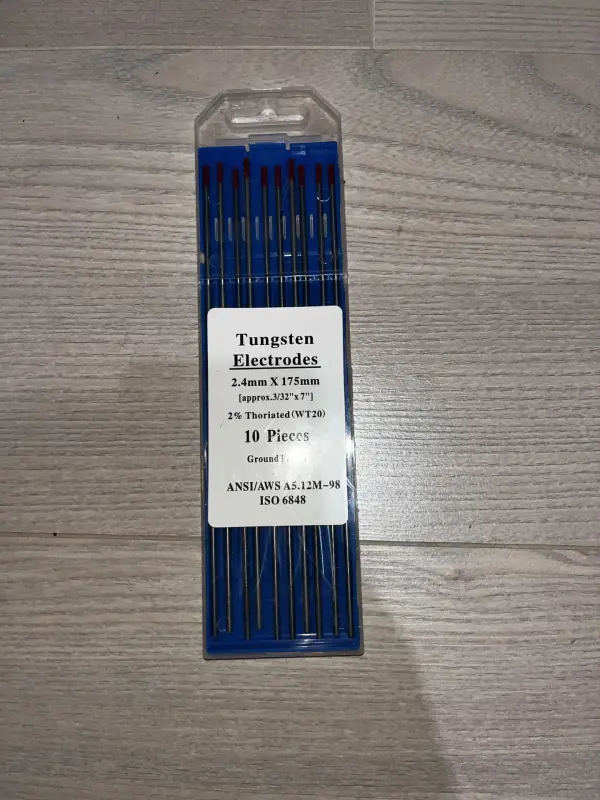 Tungsten
Electrodes
2.4mm X 175mm
[approx.3/32"x 7"]
2% Thoriated(WT20)
10 Pieces
Ground
ANSI/AWS A5.12M-98
ISO 6848